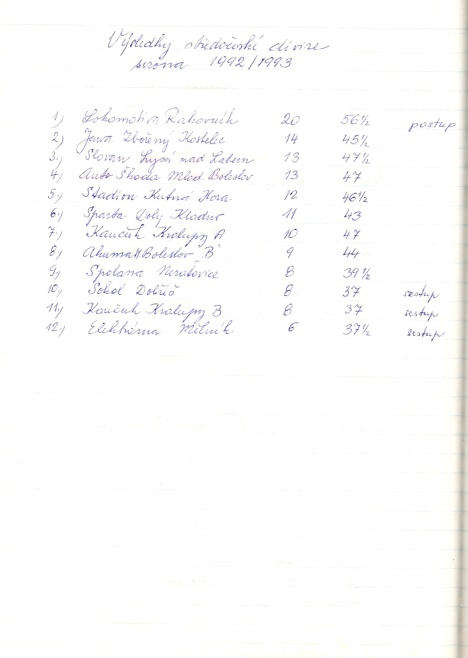 Výsledky středočeské divize
sezóna 1992/1993
1) Lokomotiva Rakovník 20 56½ postup
2) Jawa Zbořený Kostelec 14 45½
3) Slovan Lysá nad Labem 13 47½
4) Auto Škoda Mlad. Boleslav 13 47
5) Stadion Kutná Hora 12 46½
6) Sparta Doly Kladno 11 43
7) Kaučuk Kralupy A 10 47
8) Akuma M Boleslav "B" 9 44
9) Spolana Neratovice 8 39½
10) Sokol Dobříš 8 37 sestup
11) Kaučuk Kralupy B 8 37 sestup
12) Elektrárna Mělník 6 37½ sestup